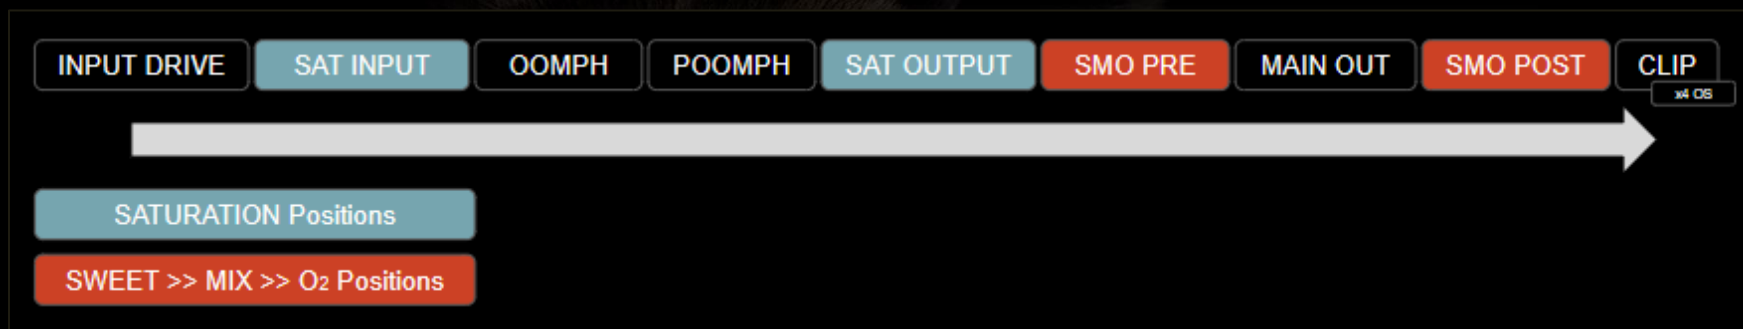 INPUT DRIVE SAT INPUT OOMPH POOMPH SAT OUTPUT SMO PRE MAIN OUT SMO POST CLIP
x4 OS
SATURATION Positions
SWEET >> MIX >> O2 Positions